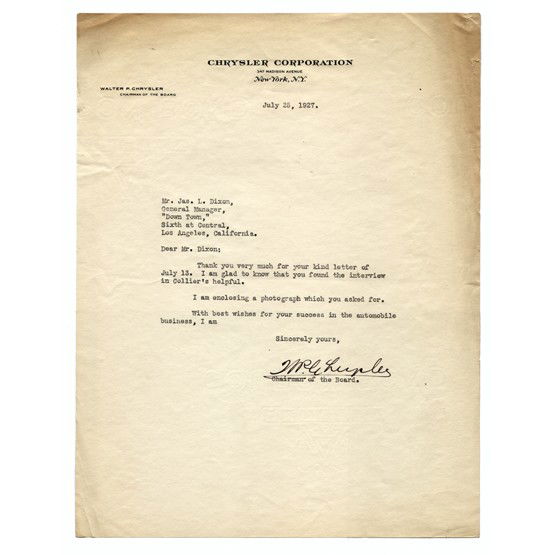 CHRYSLER CORPORATION
347 MADISON AVENUE
New York, N.Y.
WALTER P. CHRYSLER
CHAIRMAN OF THE BOARD
July 25, 1927.
Mr. Jas. L. Dixon,
General Manager,
"Down Town,"
Sixth at Central,
Los Angeles, California.
Dear Mr. Dixon:
Thank you very much for your kind letter of
July 13. I am glad to know that you found the interview
in Collier's helpful.
I am enclosing a photograph which you asked for.
With best wishes for your success in the automobile
business, I am
Sincerely yours,
W.P. Chrysler
Chairman of the Board.